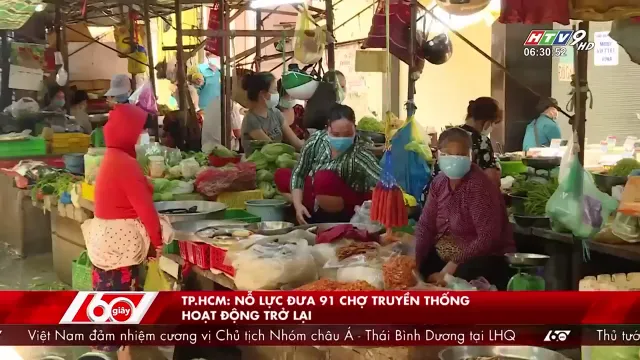 HTV9 HD
06:30:52
60 giây
TP.HCM: NỖ LỰC ĐƯA 91 CHỢ TRUYỀN THỐNG
HOẠT ĐỘNG TRỞ LẠI
Việt Nam đảm nhiệm cương vị Chủ tịch Nhóm châu Á - Thái Bình Dương tại LHQ
60
Thủ tướ